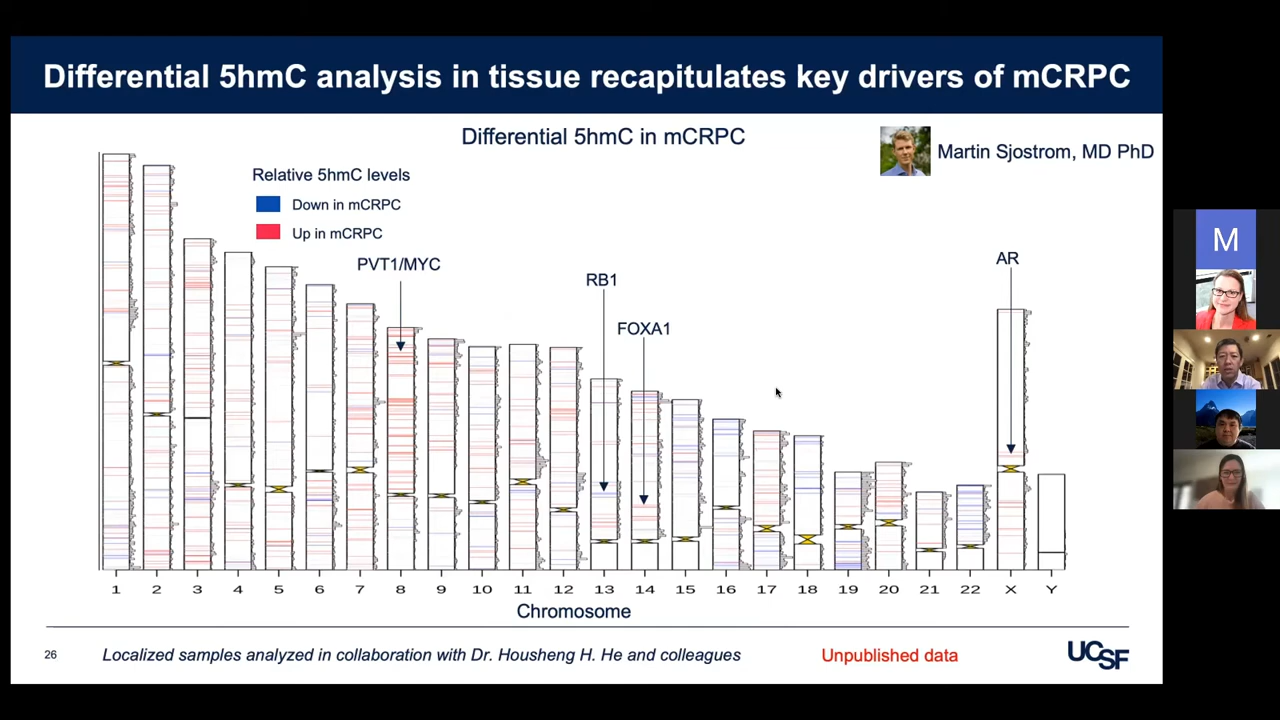 Differential 5hmC analysis in tissue recapitulates key drivers of mCRPC
Differential 5hmC in mCRPC
Martin Sjostrom, MD PhD
Relative 5hmC levels
Down in mCRPC
Up in mCRPC
PVT1/MYC
RB1
FOXA1
AR
M
1 2 3 4 5 6 7 8 9 10 11 12 13 14 15 16 17 18 19 20 21 22 X Y
Chromosome
26
Localized samples analyzed in collaboration with Dr. Housheng H. He and colleagues
Unpublished data
UCSF